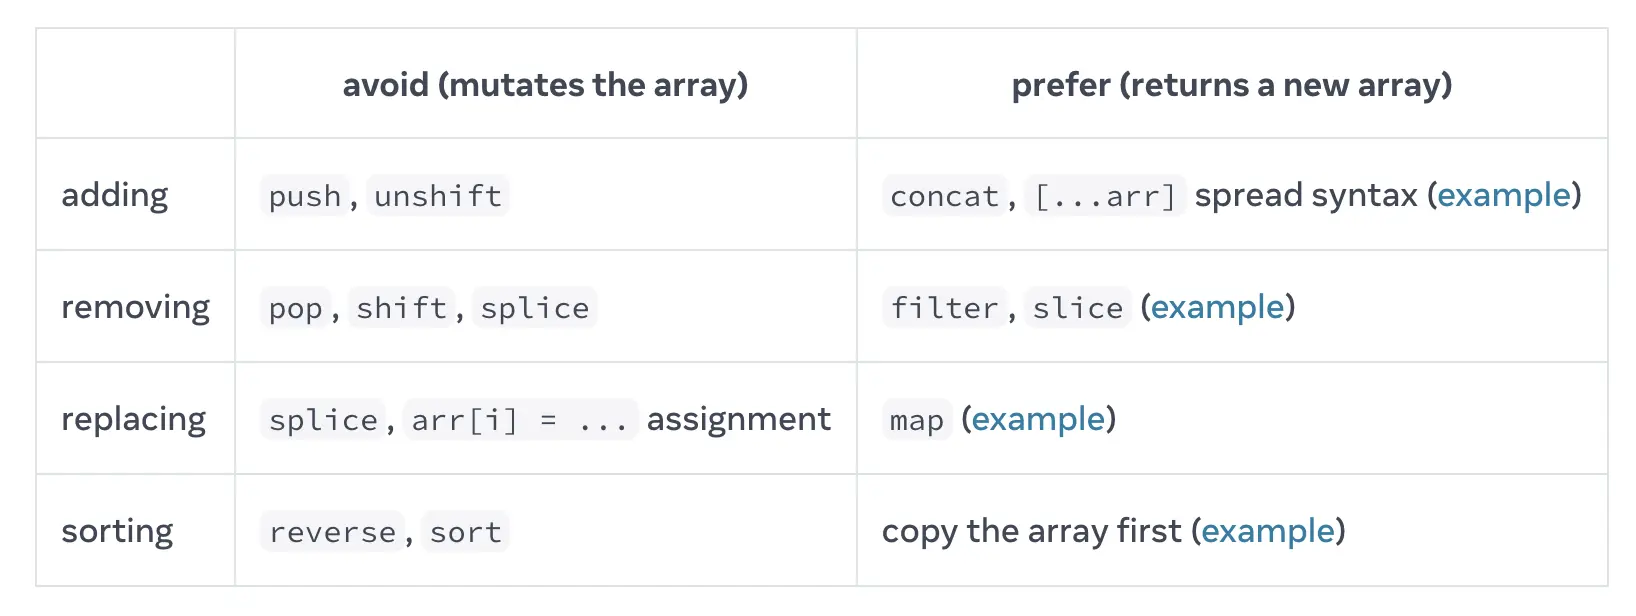 avoid (mutates the array) prefer (returns a new array)
adding push, unshift concat, [...arr] spread syntax (example)
removing pop, shift, splice filter, slice (example)
replacing splice, arr[i] = ... assignment map (example)
sorting reverse, sort copy the array first (example)